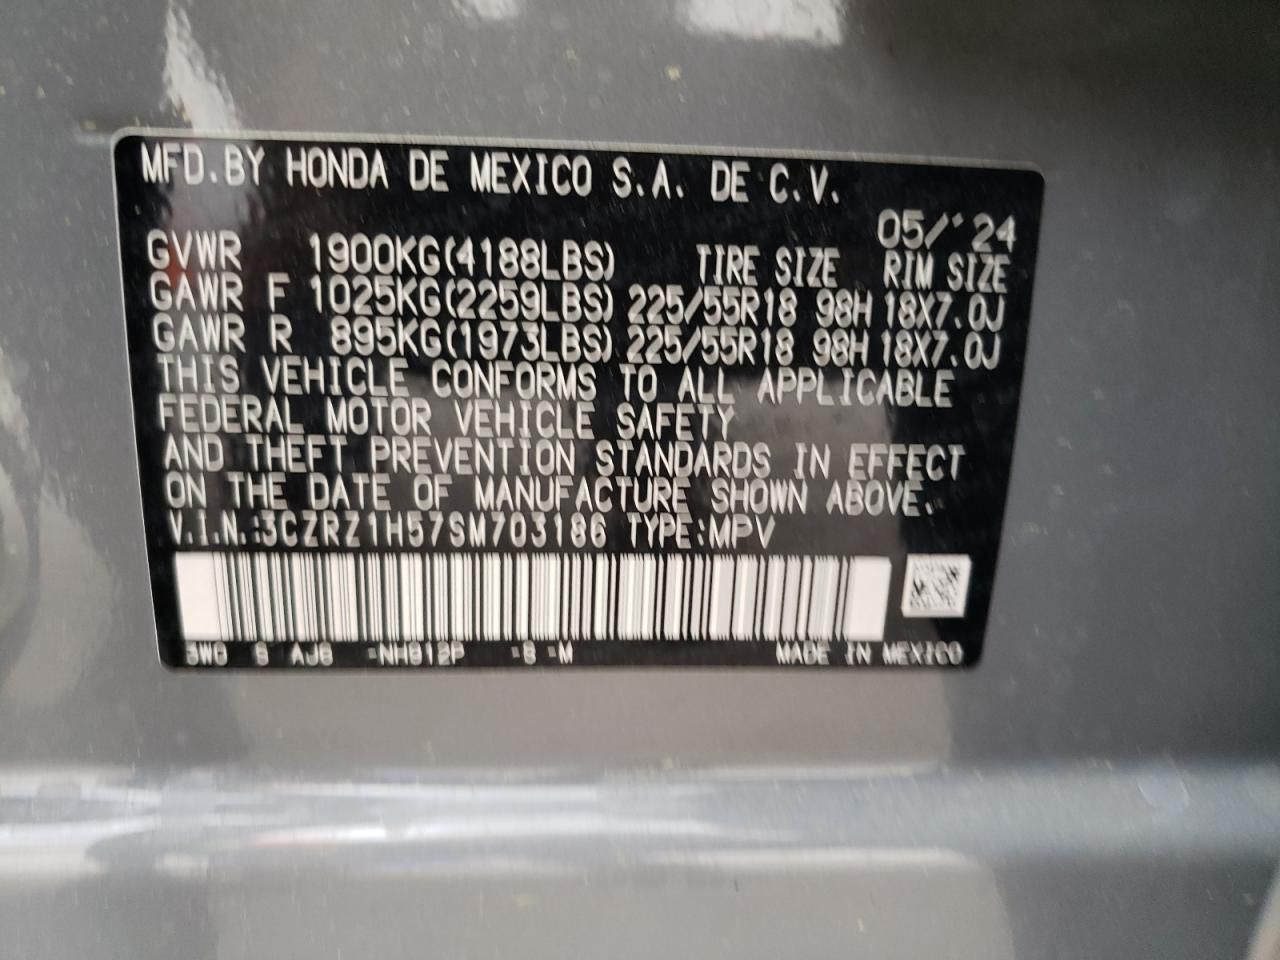 MFD.BY HONDA DE MEXICO S.A. DE C.V.
05/'24
GVWR 1900KG(4188LBS) TIRE SIZE RIM SIZE
GAWR F 1025KG(2259LBS) 225/55R18 98H 18X7.0J
GAWR R 895KG(1973LBS) 225/55R18 98H 18X7.0J
THIS VEHICLE CONFORMS TO ALL APPLICABLE
FEDERAL MOTOR VEHICLE SAFETY
AND THEFT PREVENTION STANDARDS IN EFFECT
ON THE DATE OF MANUFACTURE SHOWN ABOVE.
V.I.N.:3CZRZ1H57SM703186 TYPE:MPV
MADE IN MEXICO